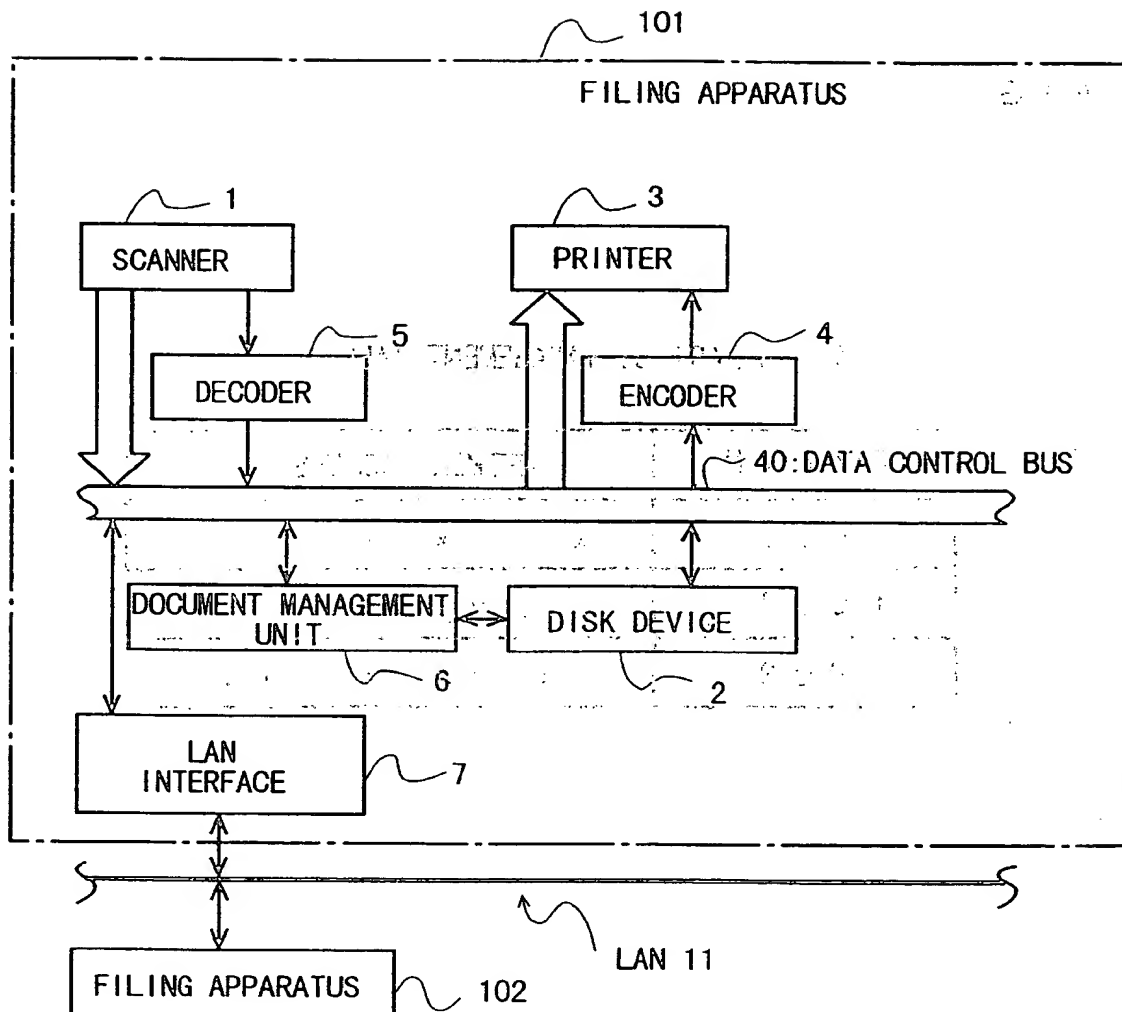 101
FILING APPARATUS
1
3
SCANNER
PRINTER
5
4
DECODER
ENCODER
40:DATA CONTROL BUS
DOCUMENT MANAGEMENT
UNIT
DISK DEVICE
6
2
LAN
INTERFACE
7
LAN 11
FILING APPARATUS
102